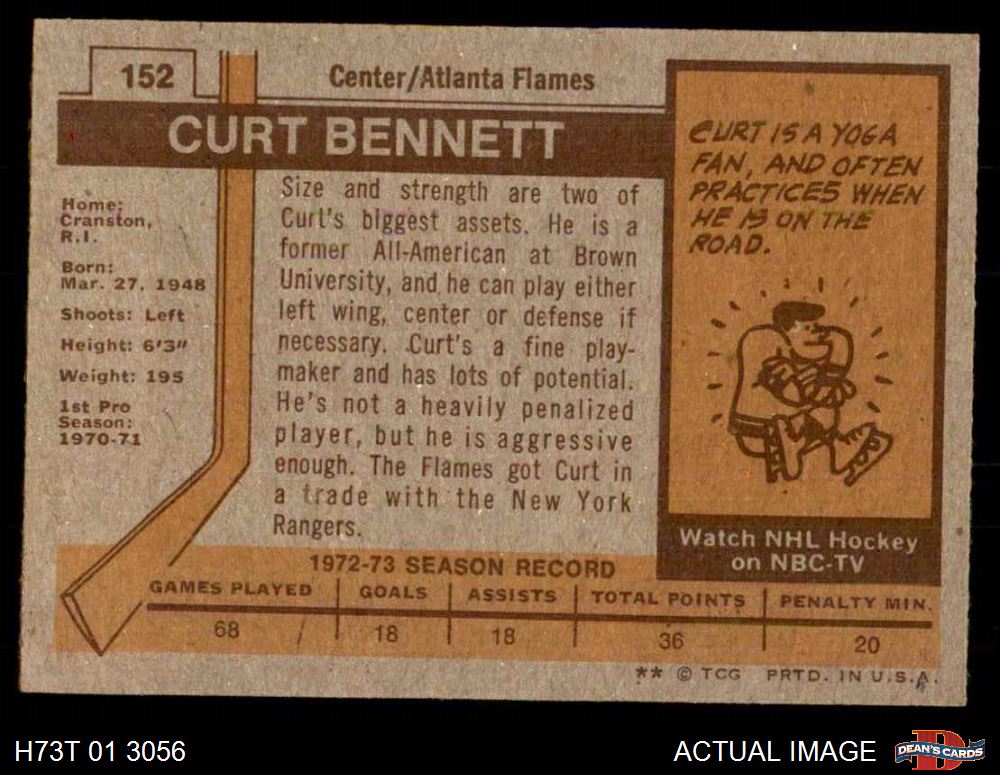 152
Center/Atlanta Flames
CURT BENNETT
Home:
Cranston,
R.I.
Born:
Mar. 27, 1948
Shoots: Left
Height: 6'3"
Weight: 195
1st Pro
Season:
1970-71
Size and strength are two of
Curt's biggest assets. He is a
former All-American at Brown
University, and he can play either
left wing, center or defense if
necessary. Curt's a fine play-
maker and has lots of potential.
He's not a heavily penalized
player, but he is aggressive
enough. The Flames got Curt in
a trade with the New York
Rangers.
CURT IS A YOGA
FAN, AND OFTEN
PRACTICES WHEN
HE IS ON THE
ROAD.
Watch NHL Hockey
on NBC-TV
1972-73 SEASON RECORD
GAMES PLAYED GOALS ASSISTS TOTAL POINTS PENALTY MIN.
68 18 18 36 20
** © TCG PRTD. IN U.S.A.
H73T 01 3056
ACTUAL IMAGE
D
DEAN'S CARDS